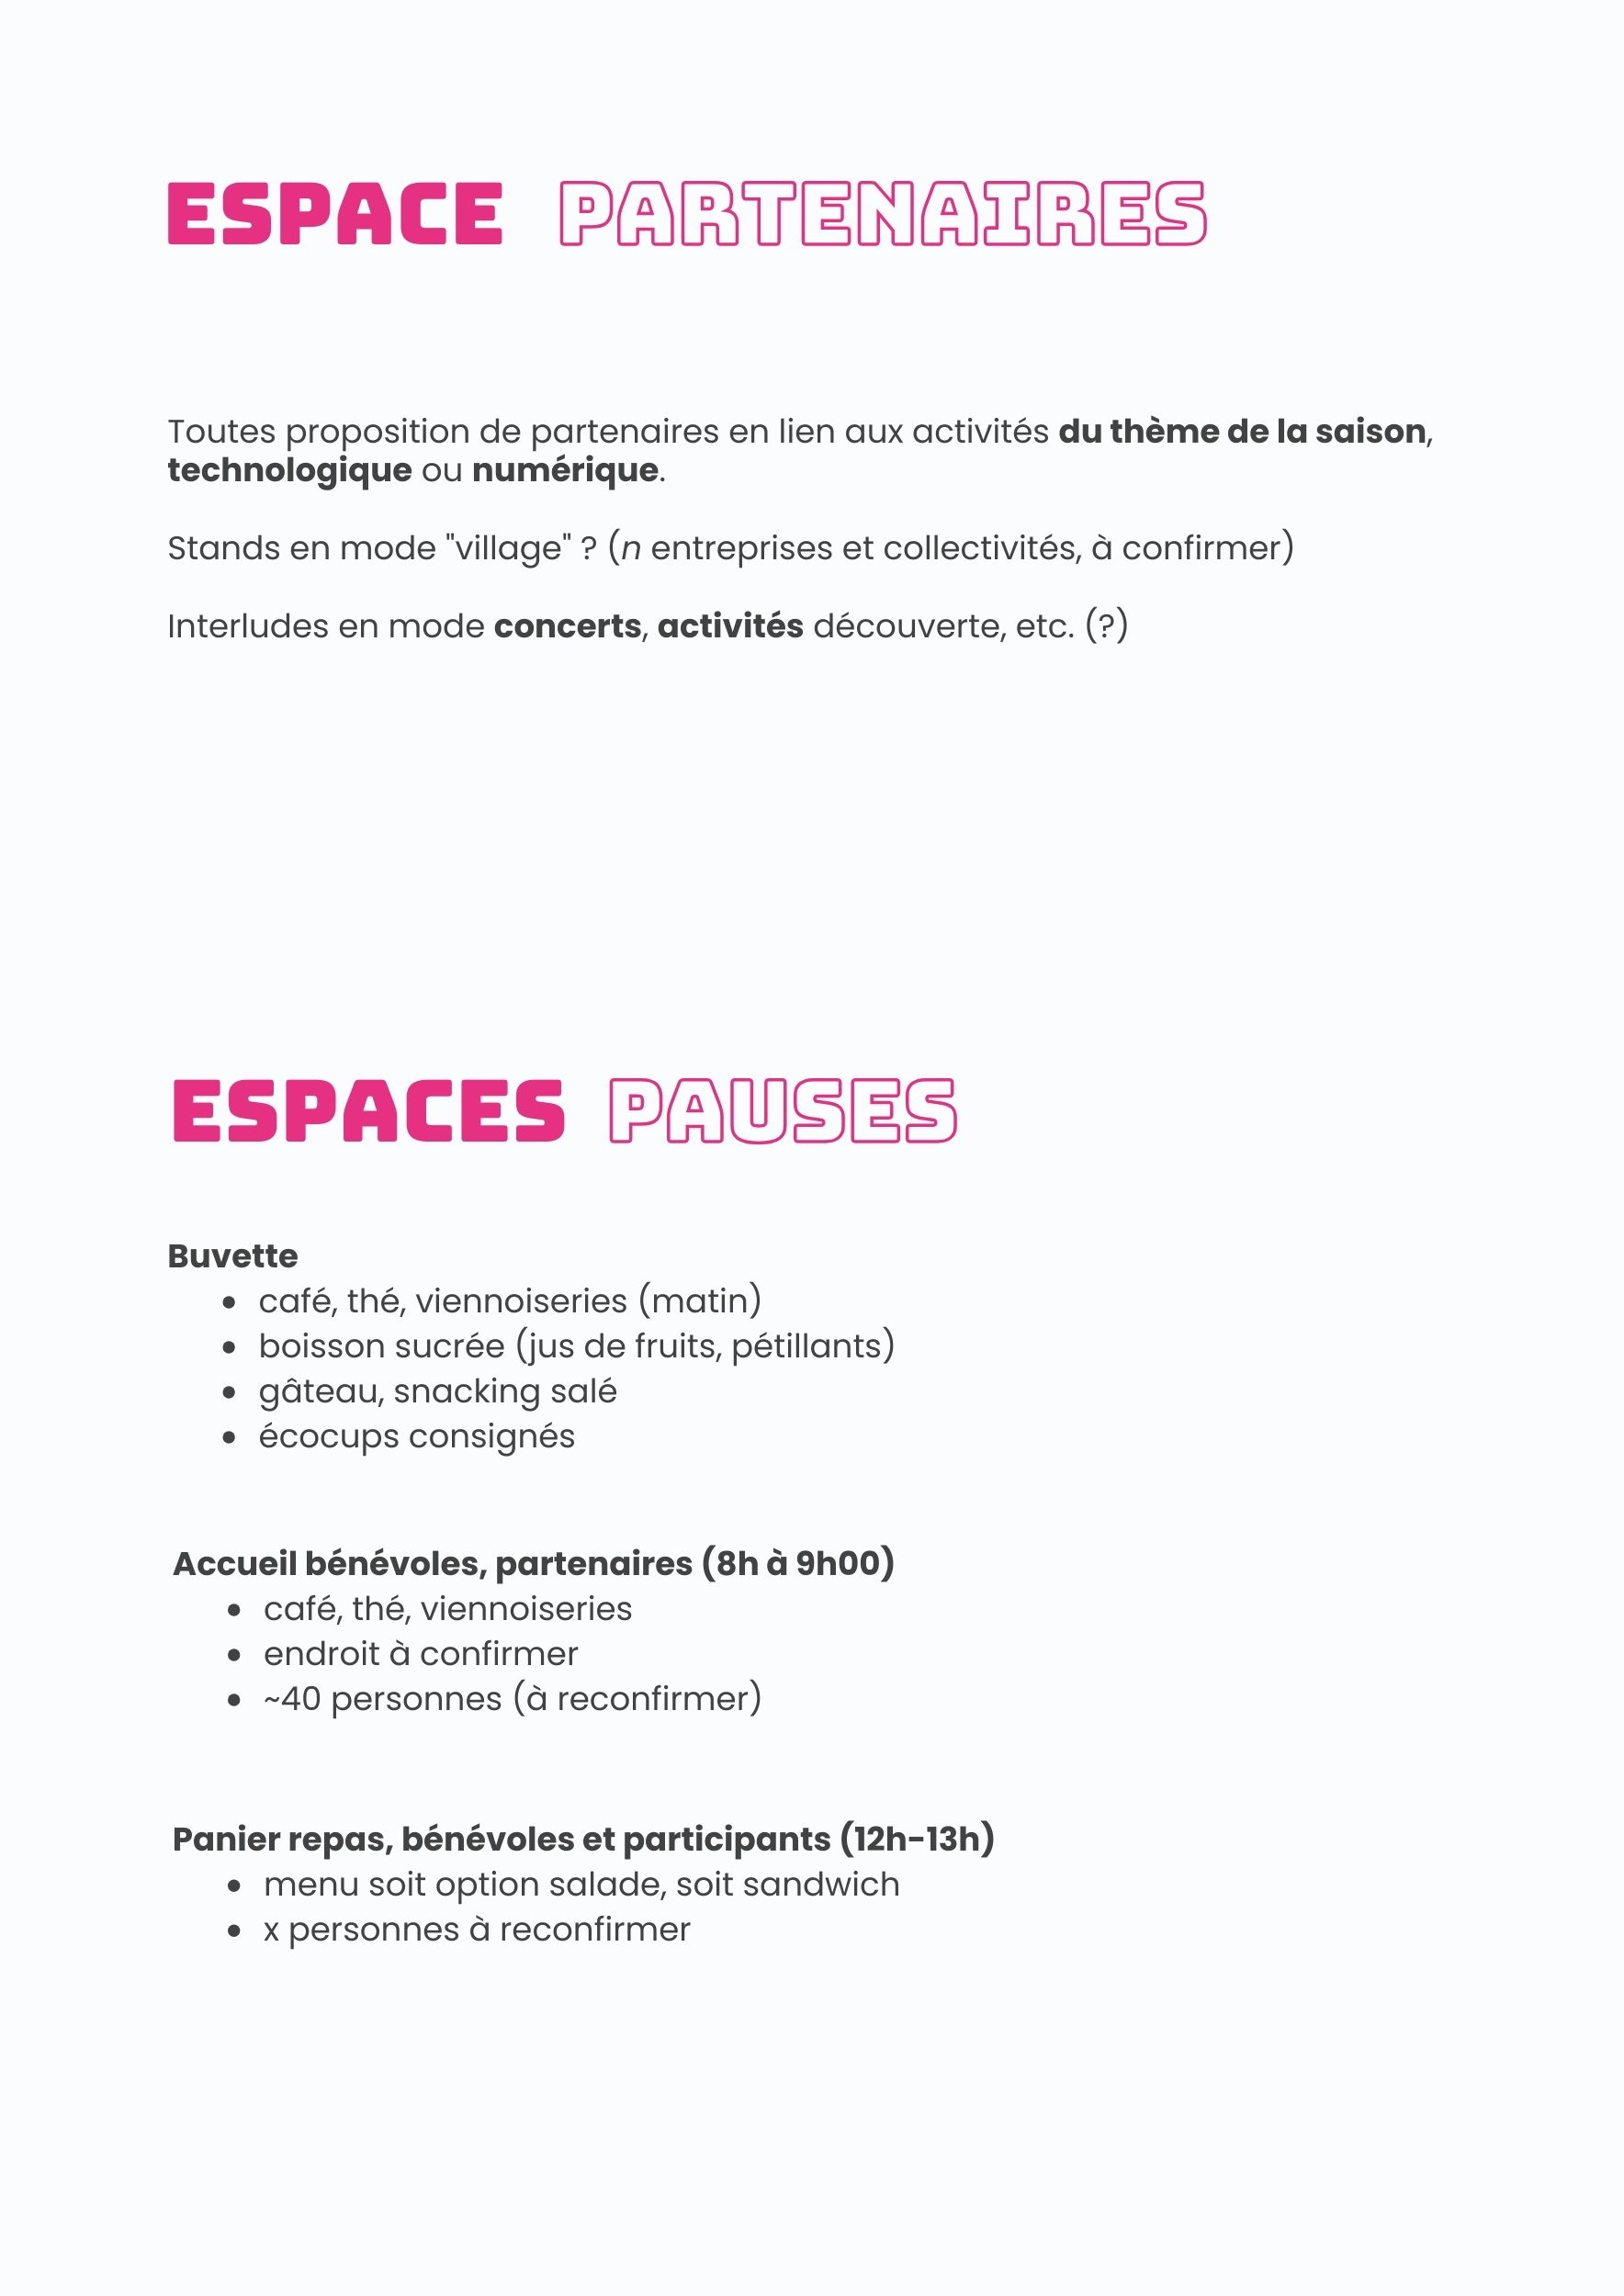 ESPACE PARTENAIRES
Toutes proposition de partenaires en lien aux activités du thème de la saison,
technologique ou numérique.
Stands en mode "village" ? (n entreprises et collectivités, à confirmer)
Interludes en mode concerts, activités découverte, etc. (?)
ESPACES PAUSES
Buvette
• café, thé, viennoiseries (matin)
• boisson sucrée (jus de fruits, pétillants)
• gâteau, snacking salé
• écocups consignés
Accueil bénévoles, partenaires (8h à 9h00)
• café, thé, viennoiseries
• endroit à confirmer
• ~40 personnes (à reconfirmer)
Panier repas, bénévoles et participants (12h-13h)
• menu soit option salade, soit sandwich
• x personnes à reconfirmer